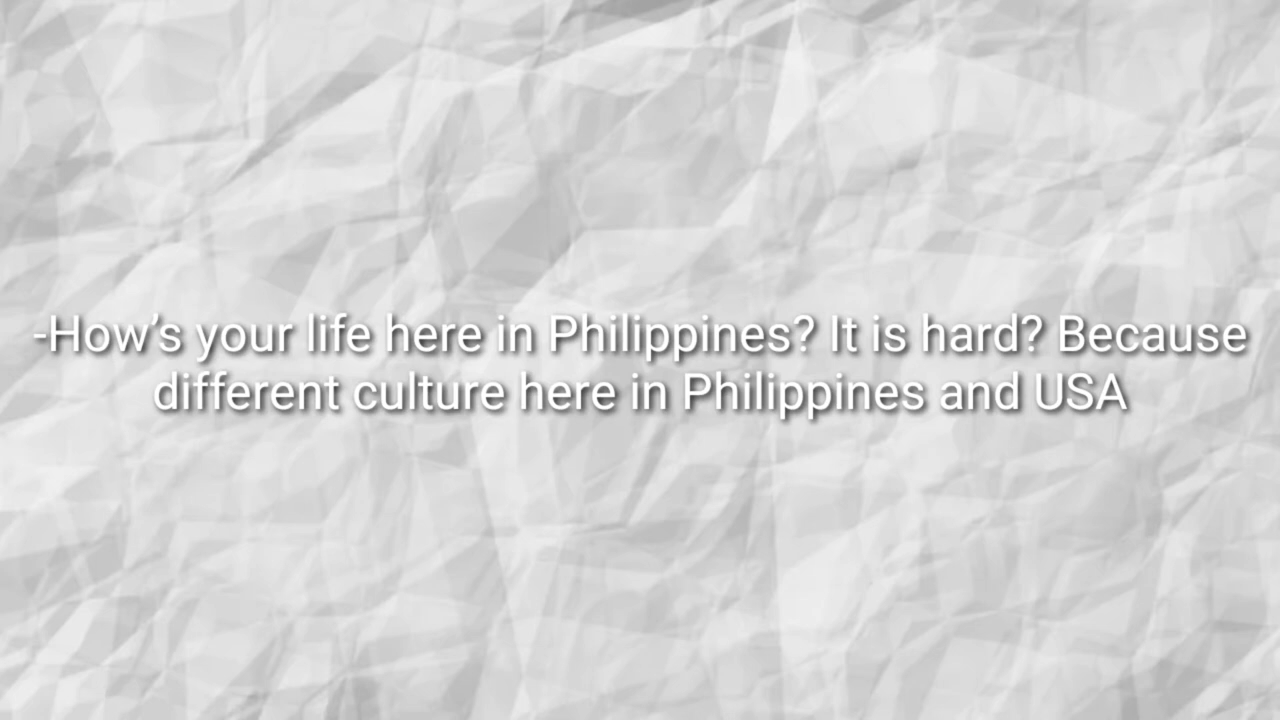 -How’s your life here in Philippines? It is hard? Because
different culture here in Philippines and USA